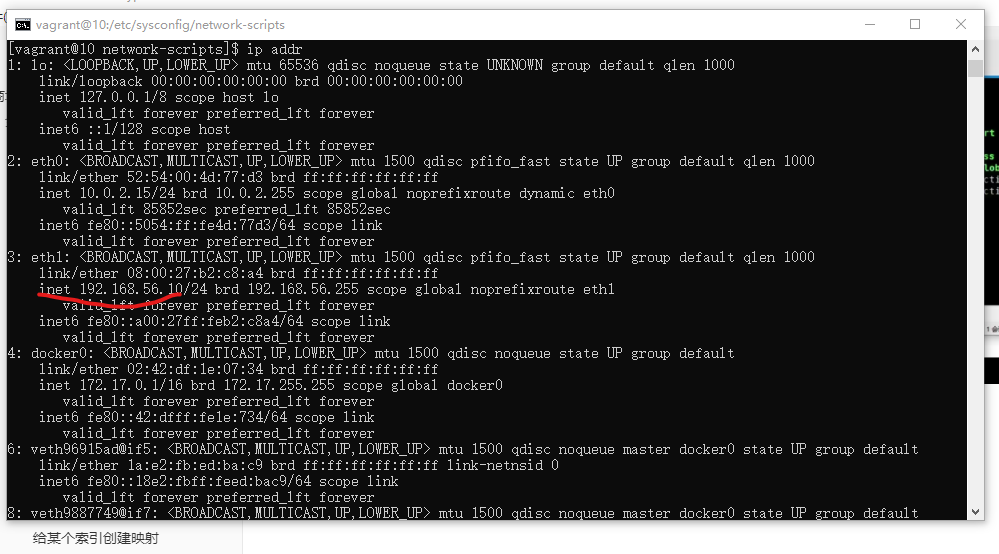 vagrant@10:/etc/sysconfig/network-scripts
[vagrant@10 network-scripts]$ ip addr
1: lo: <LOOPBACK,UP,LOWER_UP> mtu 65536 qdisc noqueue state UNKNOWN group default qlen 1000
link/loopback 00:00:00:00:00:00 brd 00:00:00:00:00:00
inet 127.0.0.1/8 scope host lo
valid_lft forever preferred_lft forever
inet6 ::1/128 scope host
valid_lft forever preferred_lft forever
2: eth0: <BROADCAST,MULTICAST,UP,LOWER_UP> mtu 1500 qdisc pfifo_fast state UP group default qlen 1000
link/ether 52:54:00:4d:77:d3 brd ff:ff:ff:ff:ff:ff
inet 10.0.2.15/24 brd 10.0.2.255 scope global noprefixroute dynamic eth0
valid_lft 85852sec preferred_lft 85852sec
inet6 fe80::5054:ff:fe4d:77d3/64 scope link
valid_lft forever preferred_lft forever
3: eth1: <BROADCAST,MULTICAST,UP,LOWER_UP> mtu 1500 qdisc pfifo_fast state UP group default qlen 1000
link/ether 08:00:27:b2:c8:a4 brd ff:ff:ff:ff:ff:ff
inet 192.168.56.10/24 brd 192.168.56.255 scope global noprefixroute eth1
valid_lft forever preferred_lft forever
inet6 fe80::a00:27ff:feb2:c8a4/64 scope link
valid_lft forever preferred_lft forever
4: docker0: <BROADCAST,MULTICAST,UP,LOWER_UP> mtu 1500 qdisc noqueue state UP group default
link/ether 02:42:df:1e:07:34 brd ff:ff:ff:ff:ff:ff
inet 172.17.0.1/16 brd 172.17.255.255 scope global docker0
valid_lft forever preferred_lft forever
inet6 fe80::42:dfff:fe1e:734/64 scope link
valid_lft forever preferred_lft forever
6: veth96915ad@if5: <BROADCAST,MULTICAST,UP,LOWER_UP> mtu 1500 qdisc noqueue master docker0 state UP group default
link/ether 1a:e2:fb:ed:ba:c9 brd ff:ff:ff:ff:ff:ff link-netnsid 0
inet6 fe80::18e2:fbff:feed:bac9/64 scope link
valid_lft forever preferred_lft forever
8: veth9887749@if7: <BROADCAST,MULTICAST,UP,LOWER_UP> mtu 1500 qdisc noqueue master docker0 state UP group default
给某个索引创建映射